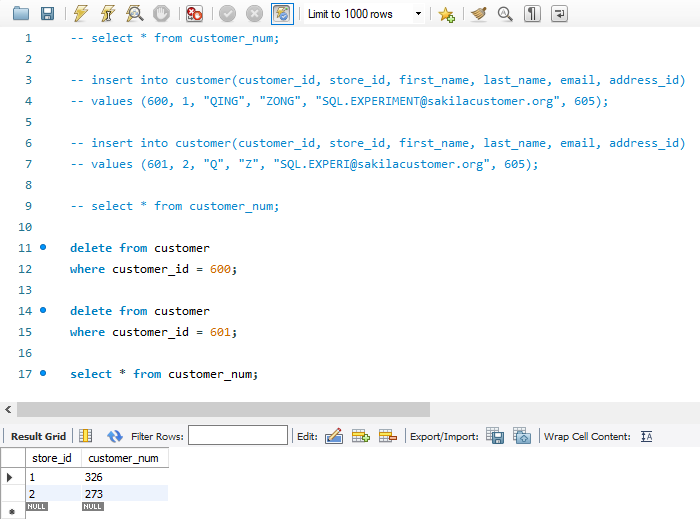 Limit to 1000 rows
1 -- select * from customer_num;
2
3 -- insert into customer(customer_id, store_id, first_name, last_name, email, address_id)
4 -- values (600, 1, "QING", "ZONG", "SQL.EXPERIMENT@sakilacustomer.org", 605);
5
6 -- insert into customer(customer_id, store_id, first_name, last_name, email, address_id)
7 -- values (601, 2, "Q", "Z", "SQL.EXPERI@sakilacustomer.org", 605);
8
9 -- select * from customer_num;
10
11 delete from customer
12 where customer_id = 600;
13
14 delete from customer
15 where customer_id = 601;
16
17 select * from customer_num;
Result Grid Filter Rows: Edit: Export/Import: Wrap Cell Content: IA
store_id customer_num
1 326
2 273
NULL NULL